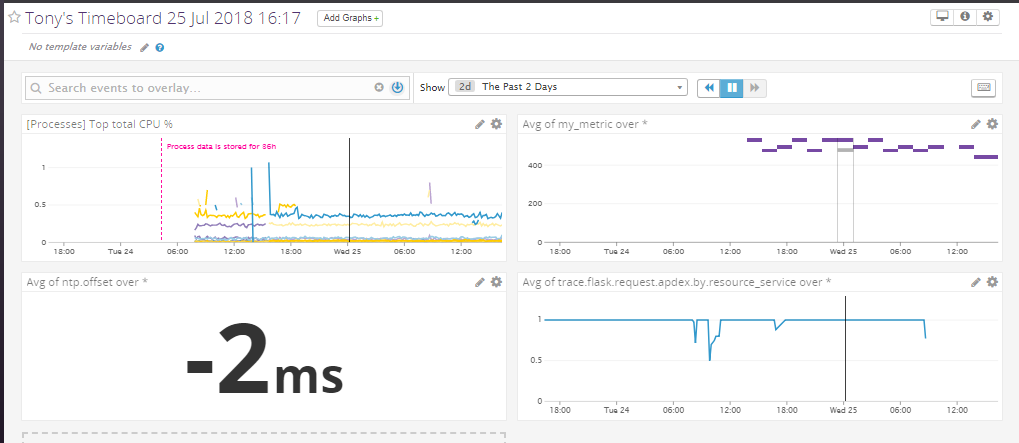 Tony's Timeboard 25 Jul 2018 16:17
Add Graphs +
No template variables
Search events to overlay...
Show
2d The Past 2 Days
[Processes] Top total CPU %
Process data is stored for 36h
1
0.5
0
18:00 Tue 24 06:00 12:00 18:00 Wed 25 06:00 12:00
Avg of my_metric over *
400
200
0
18:00 Tue 24 06:00 12:00 18:00 Wed 25 06:00 12:00
Avg of ntp.offset over *
-2ms
Avg of trace.flask.request.apdex.by.resource_service over *
1
0.5
0
18:00 Tue 24 06:00 12:00 18:00 Wed 25 06:00 12:00